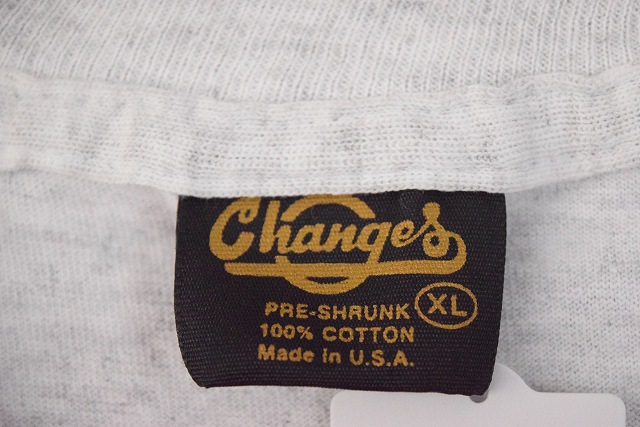 Changes
PRE-SHRUNK XL
100% COTTON
Made in U.S.A.